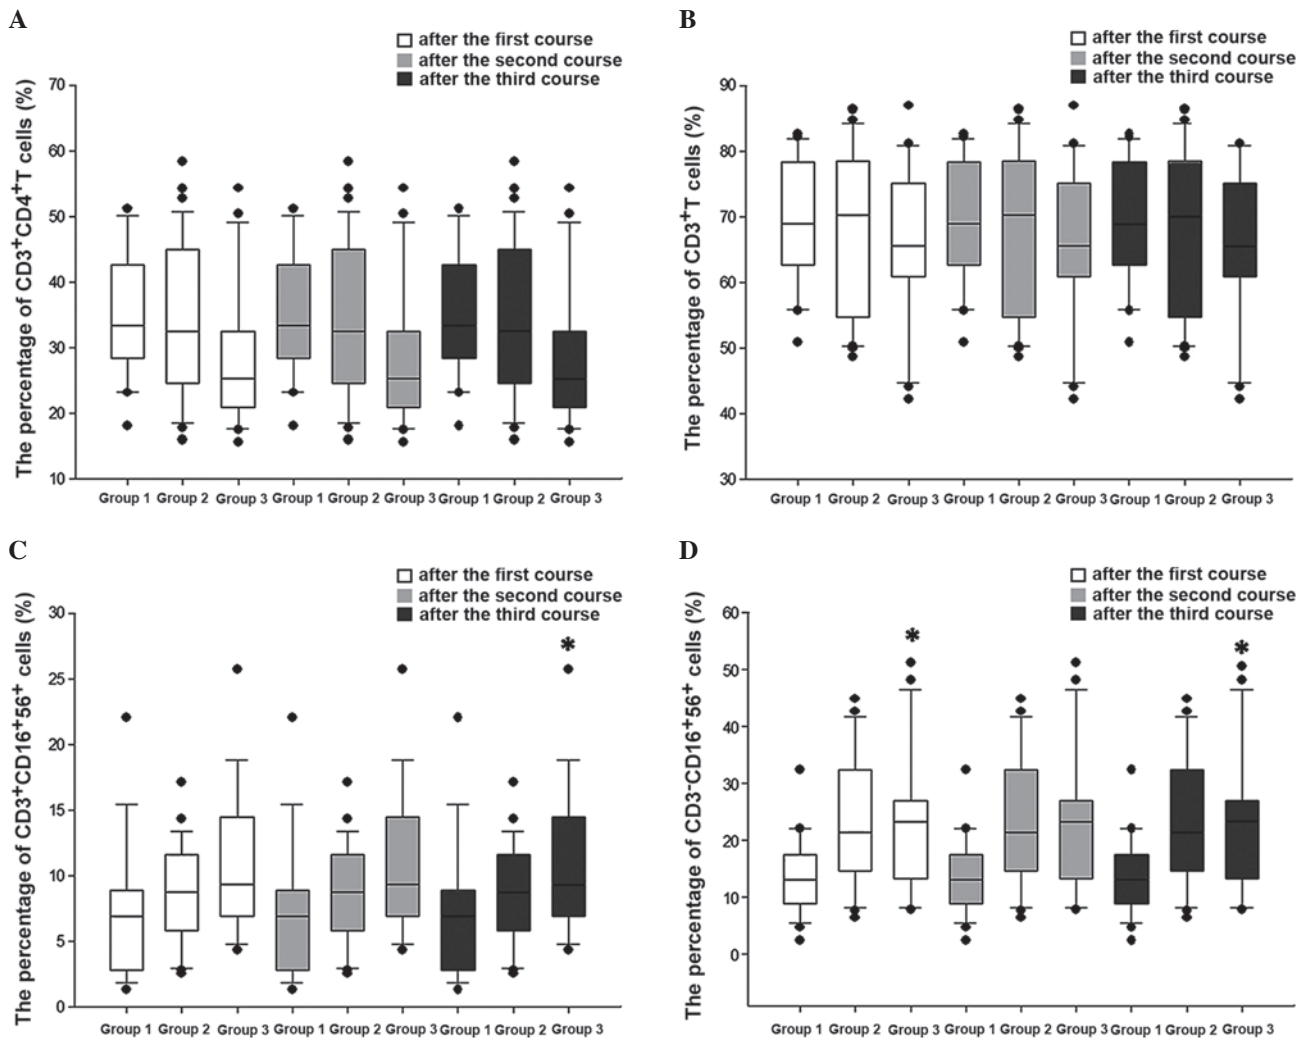 A
after the first course
after the second course
after the third course
The percentage of CD3+CD4+T cells (%)
70
60
50
40
30
20
10
Group 1 Group 2 Group 3 Group 1 Group 2 Group 3 Group 1 Group 2 Group 3
B
after the first course
after the second course
after the third course
The percentage of CD3+T cells (%)
90
80
70
60
50
40
30
Group 1 Group 2 Group 3 Group 1 Group 2 Group 3 Group 1 Group 2 Group 3
C
after the first course
after the second course
after the third course
The percentage of CD3+CD16+56+ cells (%)
30
25
20
15
10
5
0
*
Group 1 Group 2 Group 3 Group 1 Group 2 Group 3 Group 1 Group 2 Group 3
D
after the first course
after the second course
after the third course
The percentage of CD3-CD16+56+ cells (%)
60
50
40
30
20
10
0
* *
Group 1 Group 2 Group 3 Group 1 Group 2 Group 3 Group 1 Group 2 Group 3